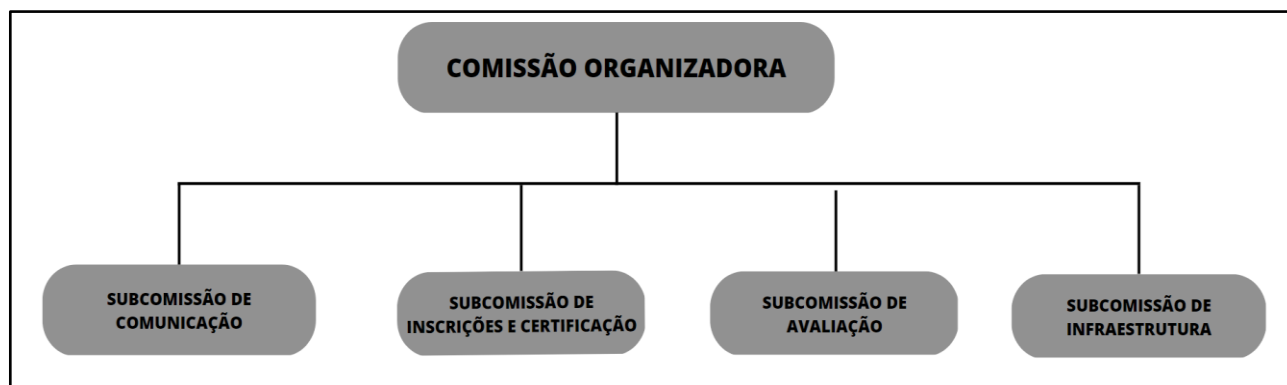 COMISSÃO ORGANIZADORA
SUBCOMISSÃO DE
COMUNICAÇÃO
SUBCOMISSÃO DE
INSCRIÇÕES E CERTIFICAÇÃO
SUBCOMISSÃO DE
AVALIAÇÃO
SUBCOMISSÃO DE
INFRAESTRUTURA